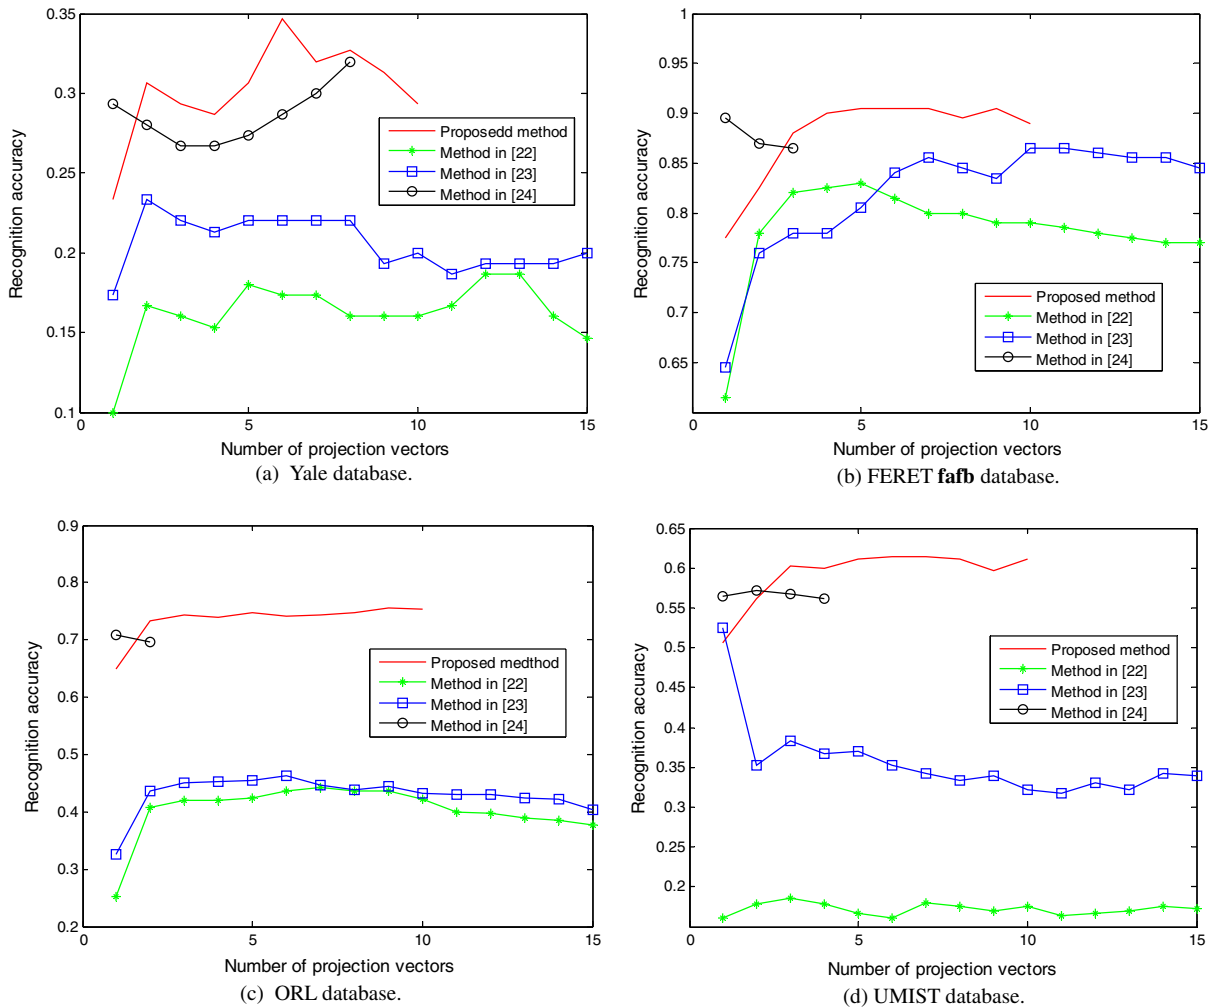 0.35
0.3
0.25
0.2
0.15
0.1
0
5
10
15
Recognition accuracy
Number of projection vectors
Proposedd method
Method in [22]
Method in [23]
Method in [24]
(a) Yale database.
1
0.95
0.9
0.85
0.8
0.75
0.7
0.65
0
5
10
15
Recognition accuracy
Number of projection vectors
Proposed method
Method in [22]
Method in [23]
Method in [24]
(b) FERET fafb database.
0.9
0.8
0.7
0.6
0.5
0.4
0.3
0.2
0
5
10
15
Recognition accuracy
Number of projection vectors
Proposed medthod
Method in [22]
Method in [23]
Method in [24]
(c) ORL database.
0.65
0.6
0.55
0.5
0.45
0.4
0.35
0.3
0.25
0.2
0
5
10
15
Recognition accuracy
Number of projection vectors
Proposed method
Method in [22]
Method in [23]
Method in [24]
(d) UMIST database.